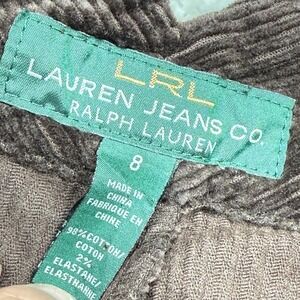 LRL
LAUREN JEANS CO.
RALPH LAUREN
8
MADE IN
CHINA
FABRIQUE EN
CHINE
98% COTTON/
COTON
2%
ELASTANE/
ELASTHANNE